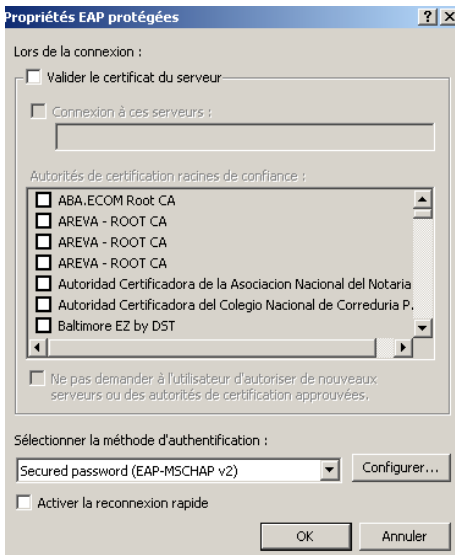 Propriétés EAP protégées
Lors de la connexion :
Valider le certificat du serveur
Connexion à ces serveurs :
Autorités de certification racines de confiance :
ABA.ECOM Root CA
AREVA - ROOT CA
AREVA - ROOT CA
AREVA - ROOT CA
Autoridad Certificadora de la Asociacion Nacional del Notaria
Autoridad Certificadora del Colegio Nacional de Correduria P.
Baltimore EZ by DST
Ne pas demander à l'utilisateur d'autoriser de nouveaux
serveurs ou des autorités de certification approuvées.
Sélectionner la méthode d'authentification :
Secured password (EAP-MSCHAP v2) Configurer...
Activer la reconnexion rapide
OK Annuler